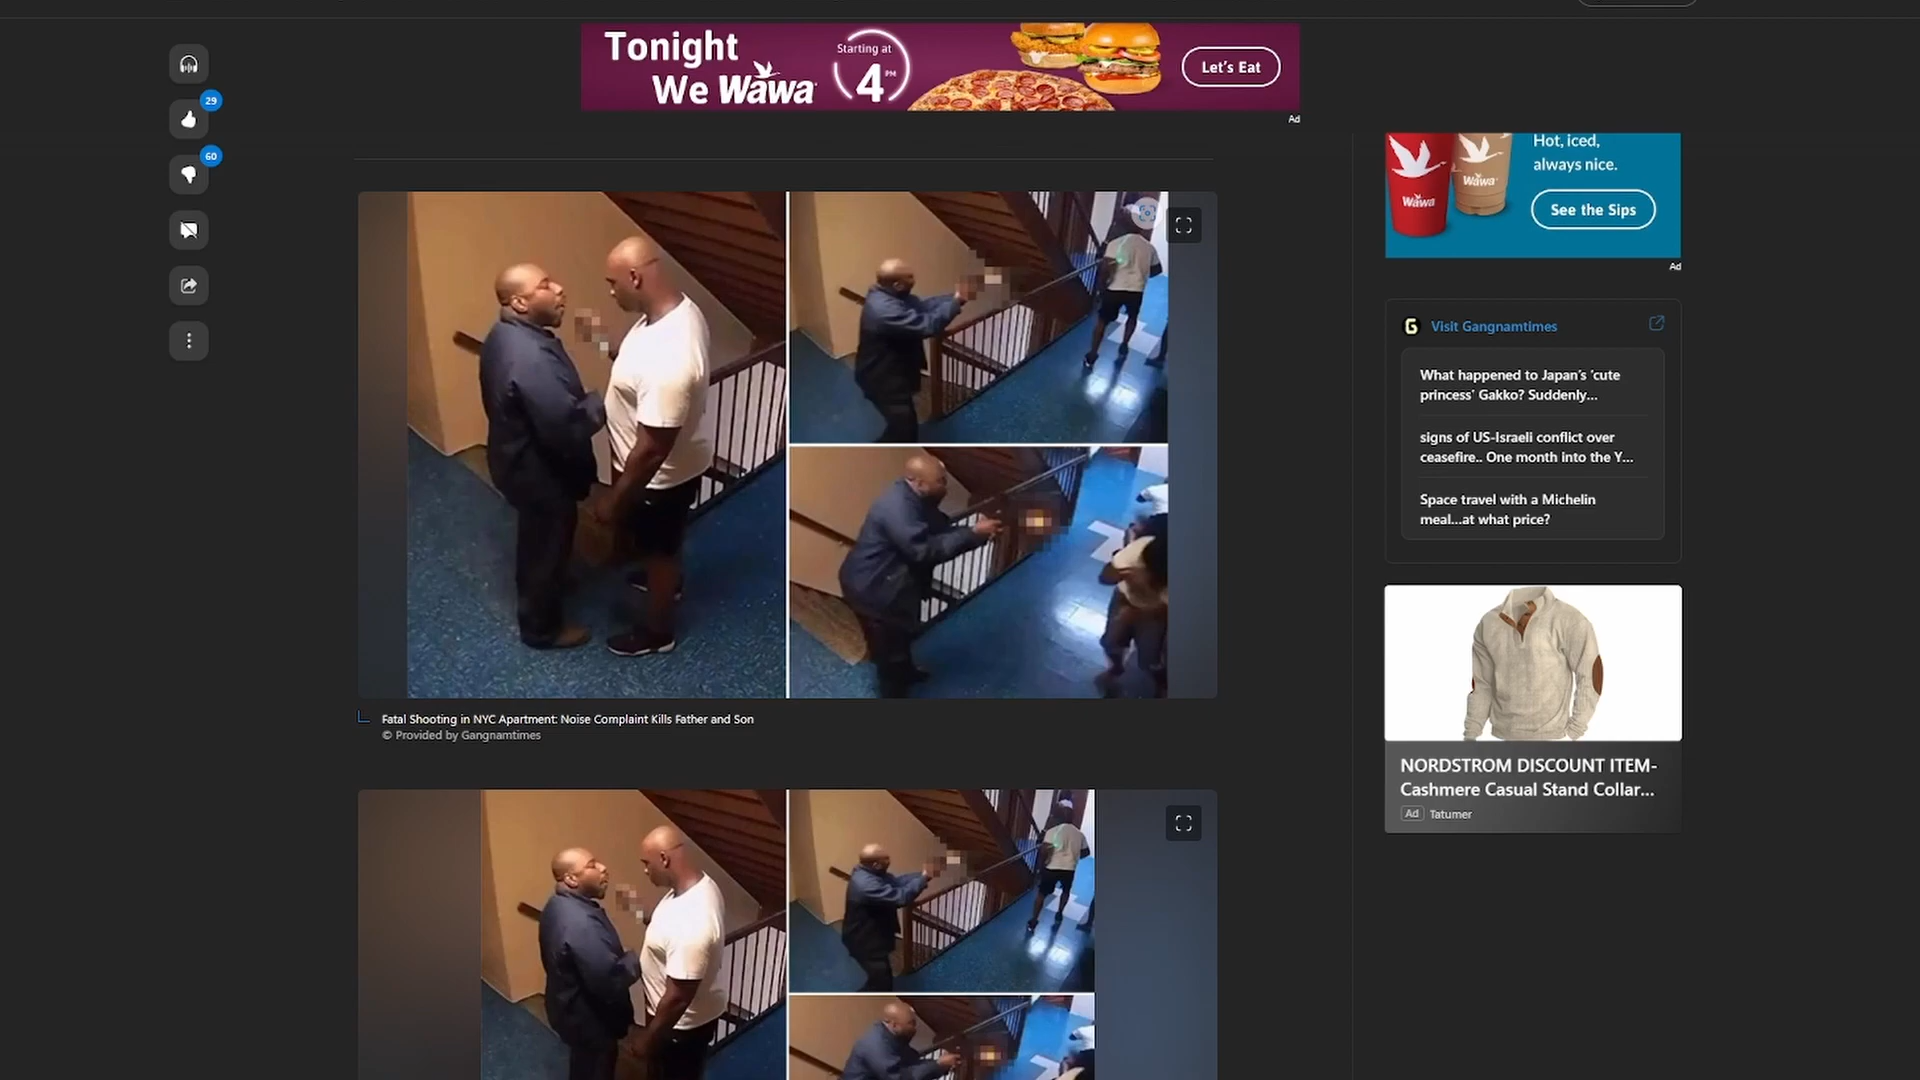 Tonight
We Wawa
Starting at
4 PM
Let's Eat
Ad
29
60
Hot, iced,
always nice.
Wawa
Wawa
See the Sips
Ad
G
Visit Gangnamtimes
What happened to Japan's 'cute
princess' Gakko? Suddenly...
signs of US-Israeli conflict over
ceasefire.. One month into the Y...
Space travel with a Michelin
meal...at what price?
Fatal Shooting in NYC Apartment: Noise Complaint Kills Father and Son
© Provided by Gangnamtimes
NORDSTROM DISCOUNT ITEM-
Cashmere Casual Stand Collar...
Ad Tatumer